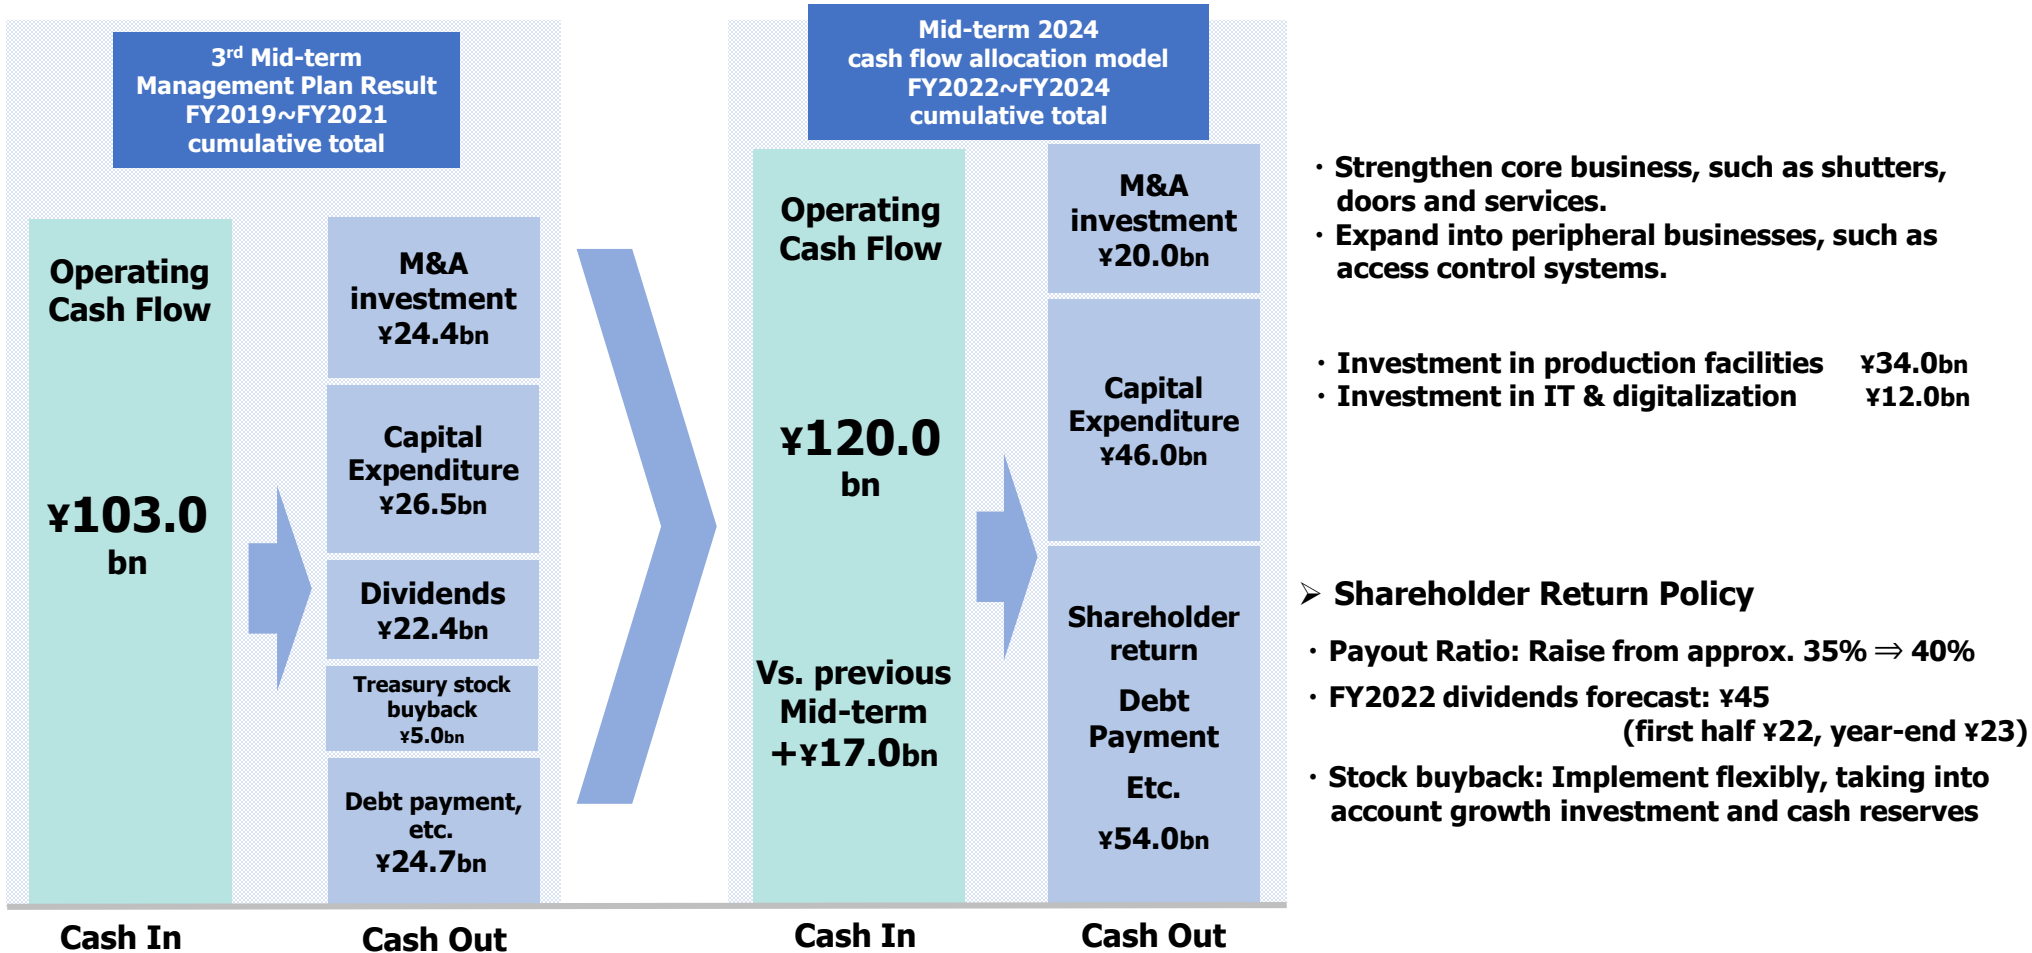 3rd Mid-term
Management Plan Result
FY2019~FY2021
cumulative total
Operating
Cash Flow
¥103.0
bn
M&A
investment
¥24.4bn
Capital
Expenditure
¥26.5bn
Dividends
¥22.4bn
Treasury stock
buyback
¥5.0bn
Debt payment,
etc.
¥24.7bn
Cash In
Cash Out
Mid-term 2024
cash flow allocation model
FY2022~FY2024
cumulative total
Operating
Cash Flow
¥120.0
bn
Vs. previous
Mid-term
+¥17.0bn
M&A
investment
¥20.0bn
Capital
Expenditure
¥46.0bn
Shareholder
return
Debt
Payment
Etc.
¥54.0bn
Cash In
Cash Out
・Strengthen core business, such as shutters,
doors and services.
・Expand into peripheral businesses, such as
access control systems.
・Investment in production facilities ¥34.0bn
・Investment in IT & digitalization ¥12.0bn
➢ Shareholder Return Policy
・Payout Ratio: Raise from approx. 35% ⇒ 40%
・FY2022 dividends forecast: ¥45
(first half ¥22, year-end ¥23)
・Stock buyback: Implement flexibly, taking into
account growth investment and cash reserves